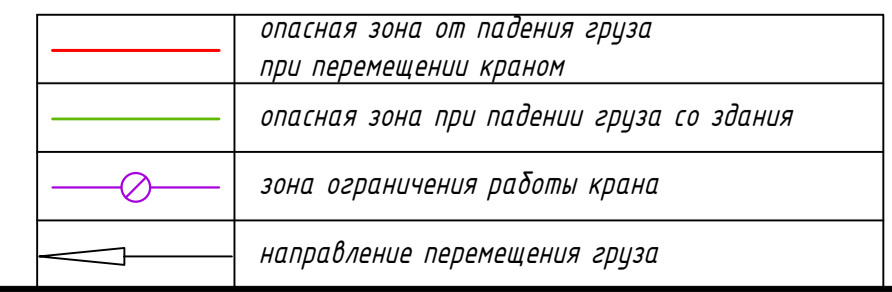 опасная зона от падения груза
при перемещении краном
опасная зона при падении груза со здания
зона ограничения работы крана
направление перемещения груза